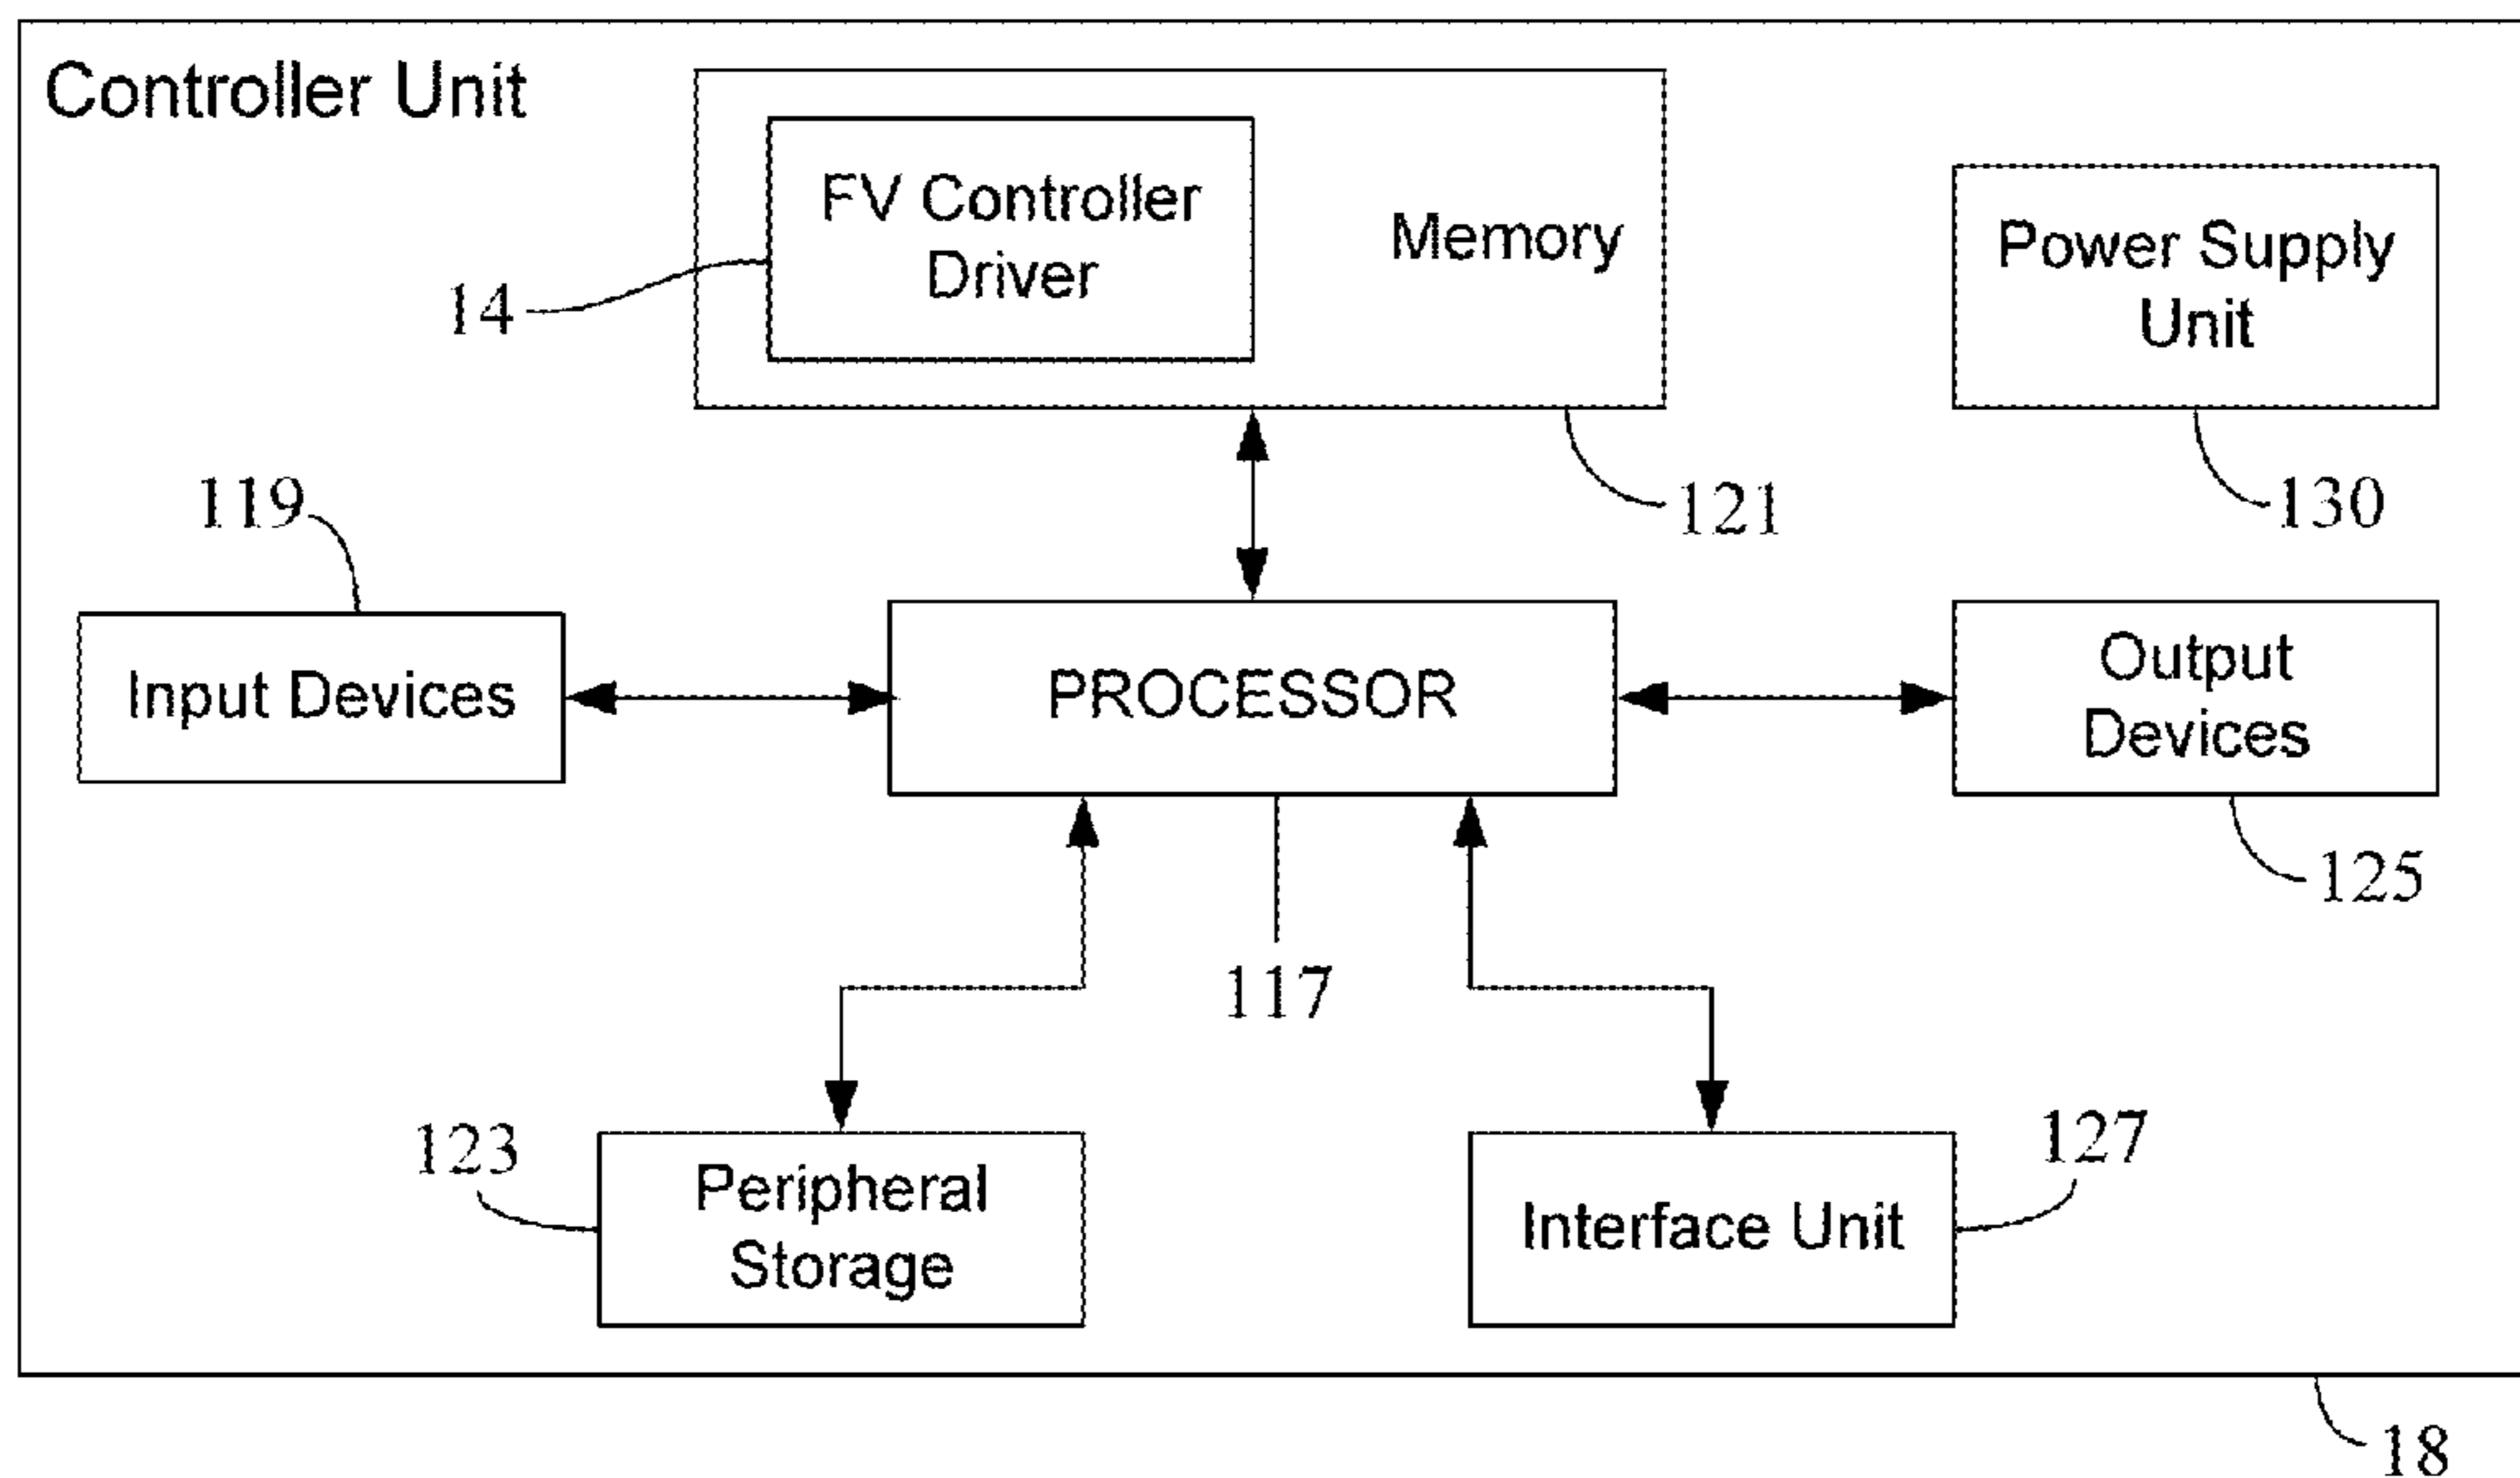 Controller Unit
FV Controller
Driver
Memory
Power Supply
Unit
14
119
121
130
Input Devices
PROCESSOR
Output
Devices
125
117
123
127
Peripheral
Storage
Interface Unit
18